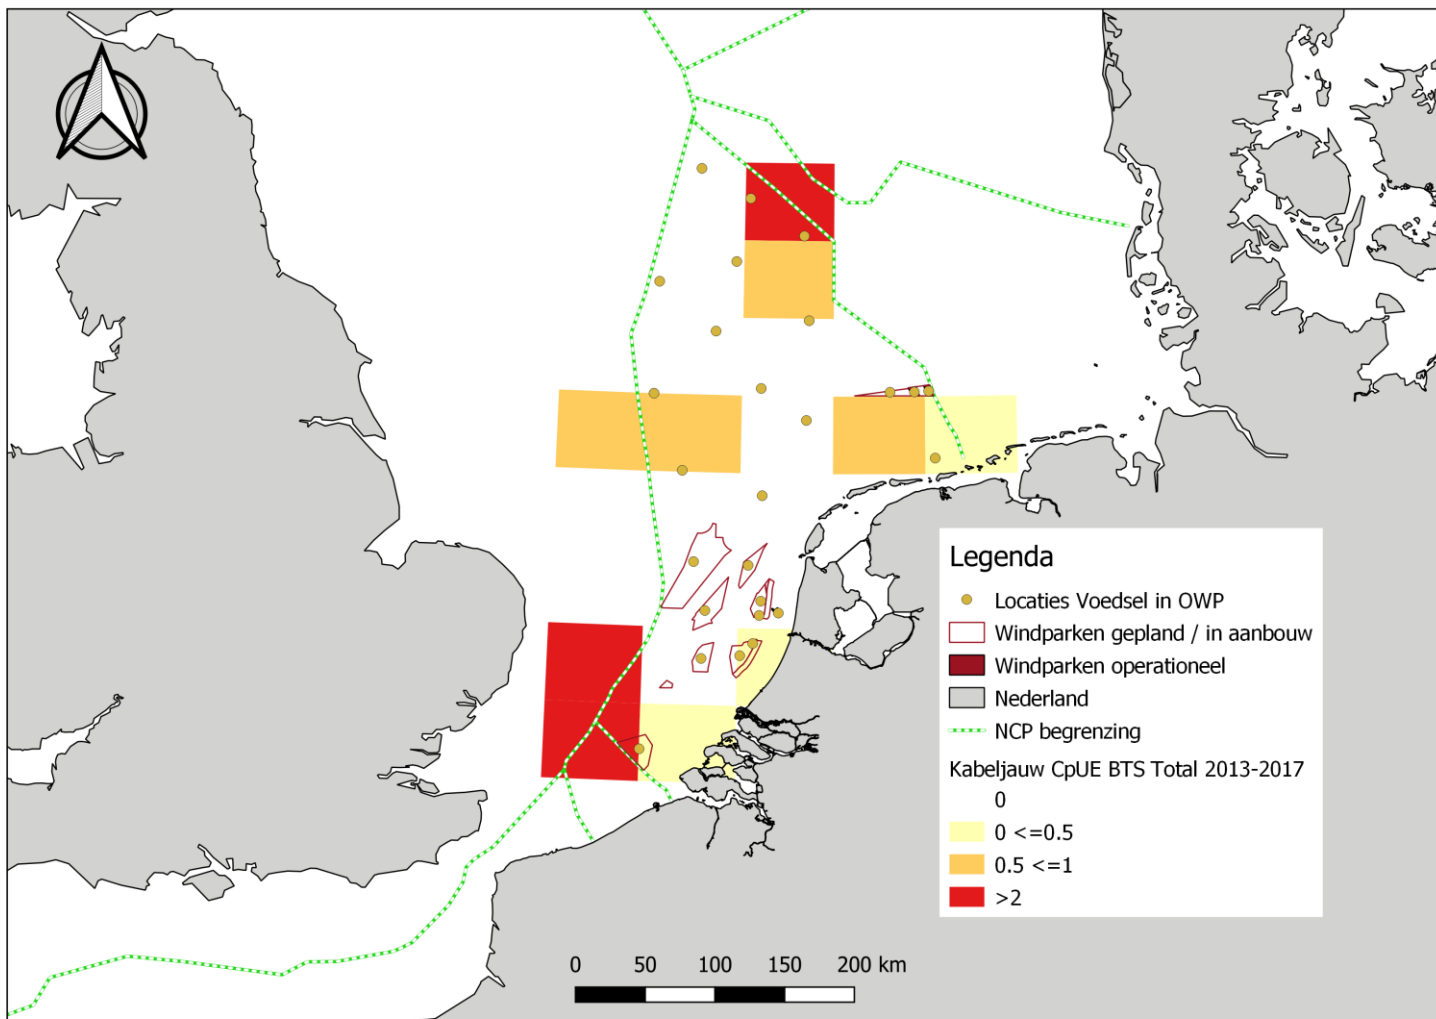 Legenda
Locaties Voedsel in OWP
Windparken gepland / in aanbouw
Windparken operationeel
Nederland
NCP begrenzing
Kabeljauw CpUE BTS Total 2013-2017
0
0 <=0.5
0.5 <=1
>2
0 50 100 150 200 km